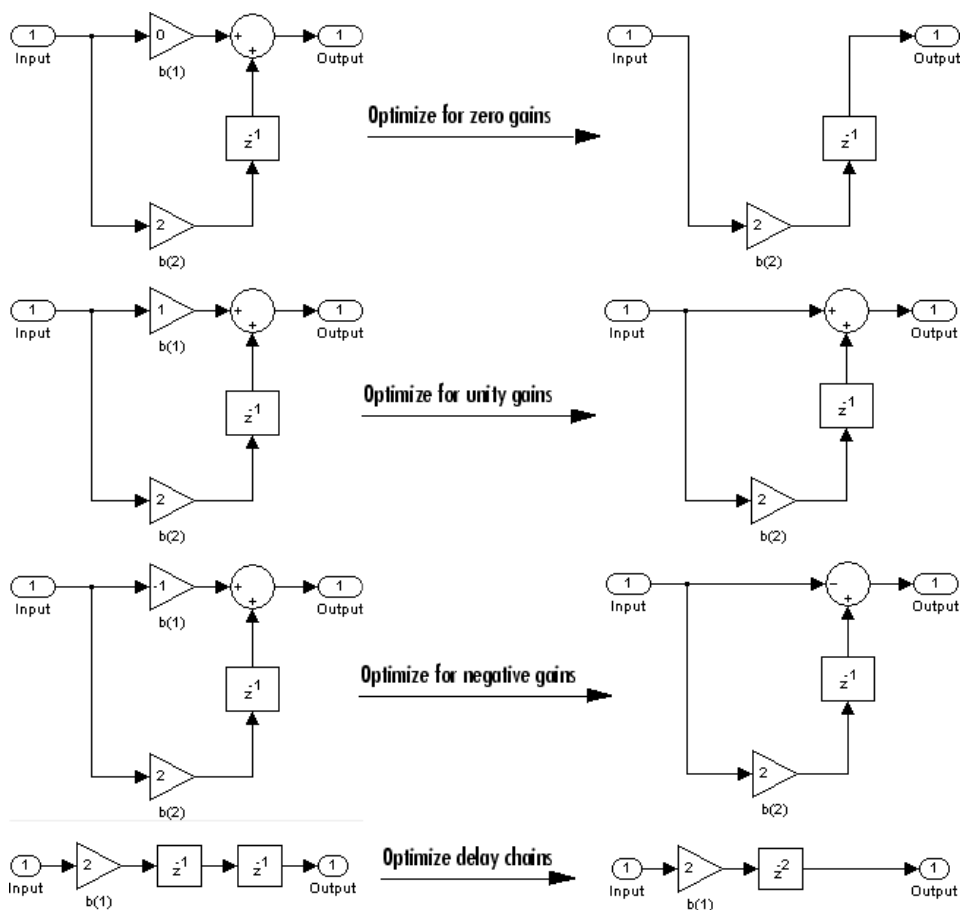 1
0
+
+
1
Input
b(1)
Output
z-1
2
b(2)
Optimize for zero gains
1
1
Input
Output
z-1
2
b(2)
1
1
+
+
1
Input
b(1)
Output
z-1
2
b(2)
Optimize for unity gains
1
+
+
1
Input
Output
z-1
2
b(2)
1
-1
+
+
1
Input
b(1)
Output
z-1
2
b(2)
Optimize for negative gains
1
−
+
1
Input
Output
z-1
2
b(2)
1
2
z-1
z-1
1
Input
b(1)
Output
Optimize delay chains
1
2
z-2
1
Input
b(1)
Output